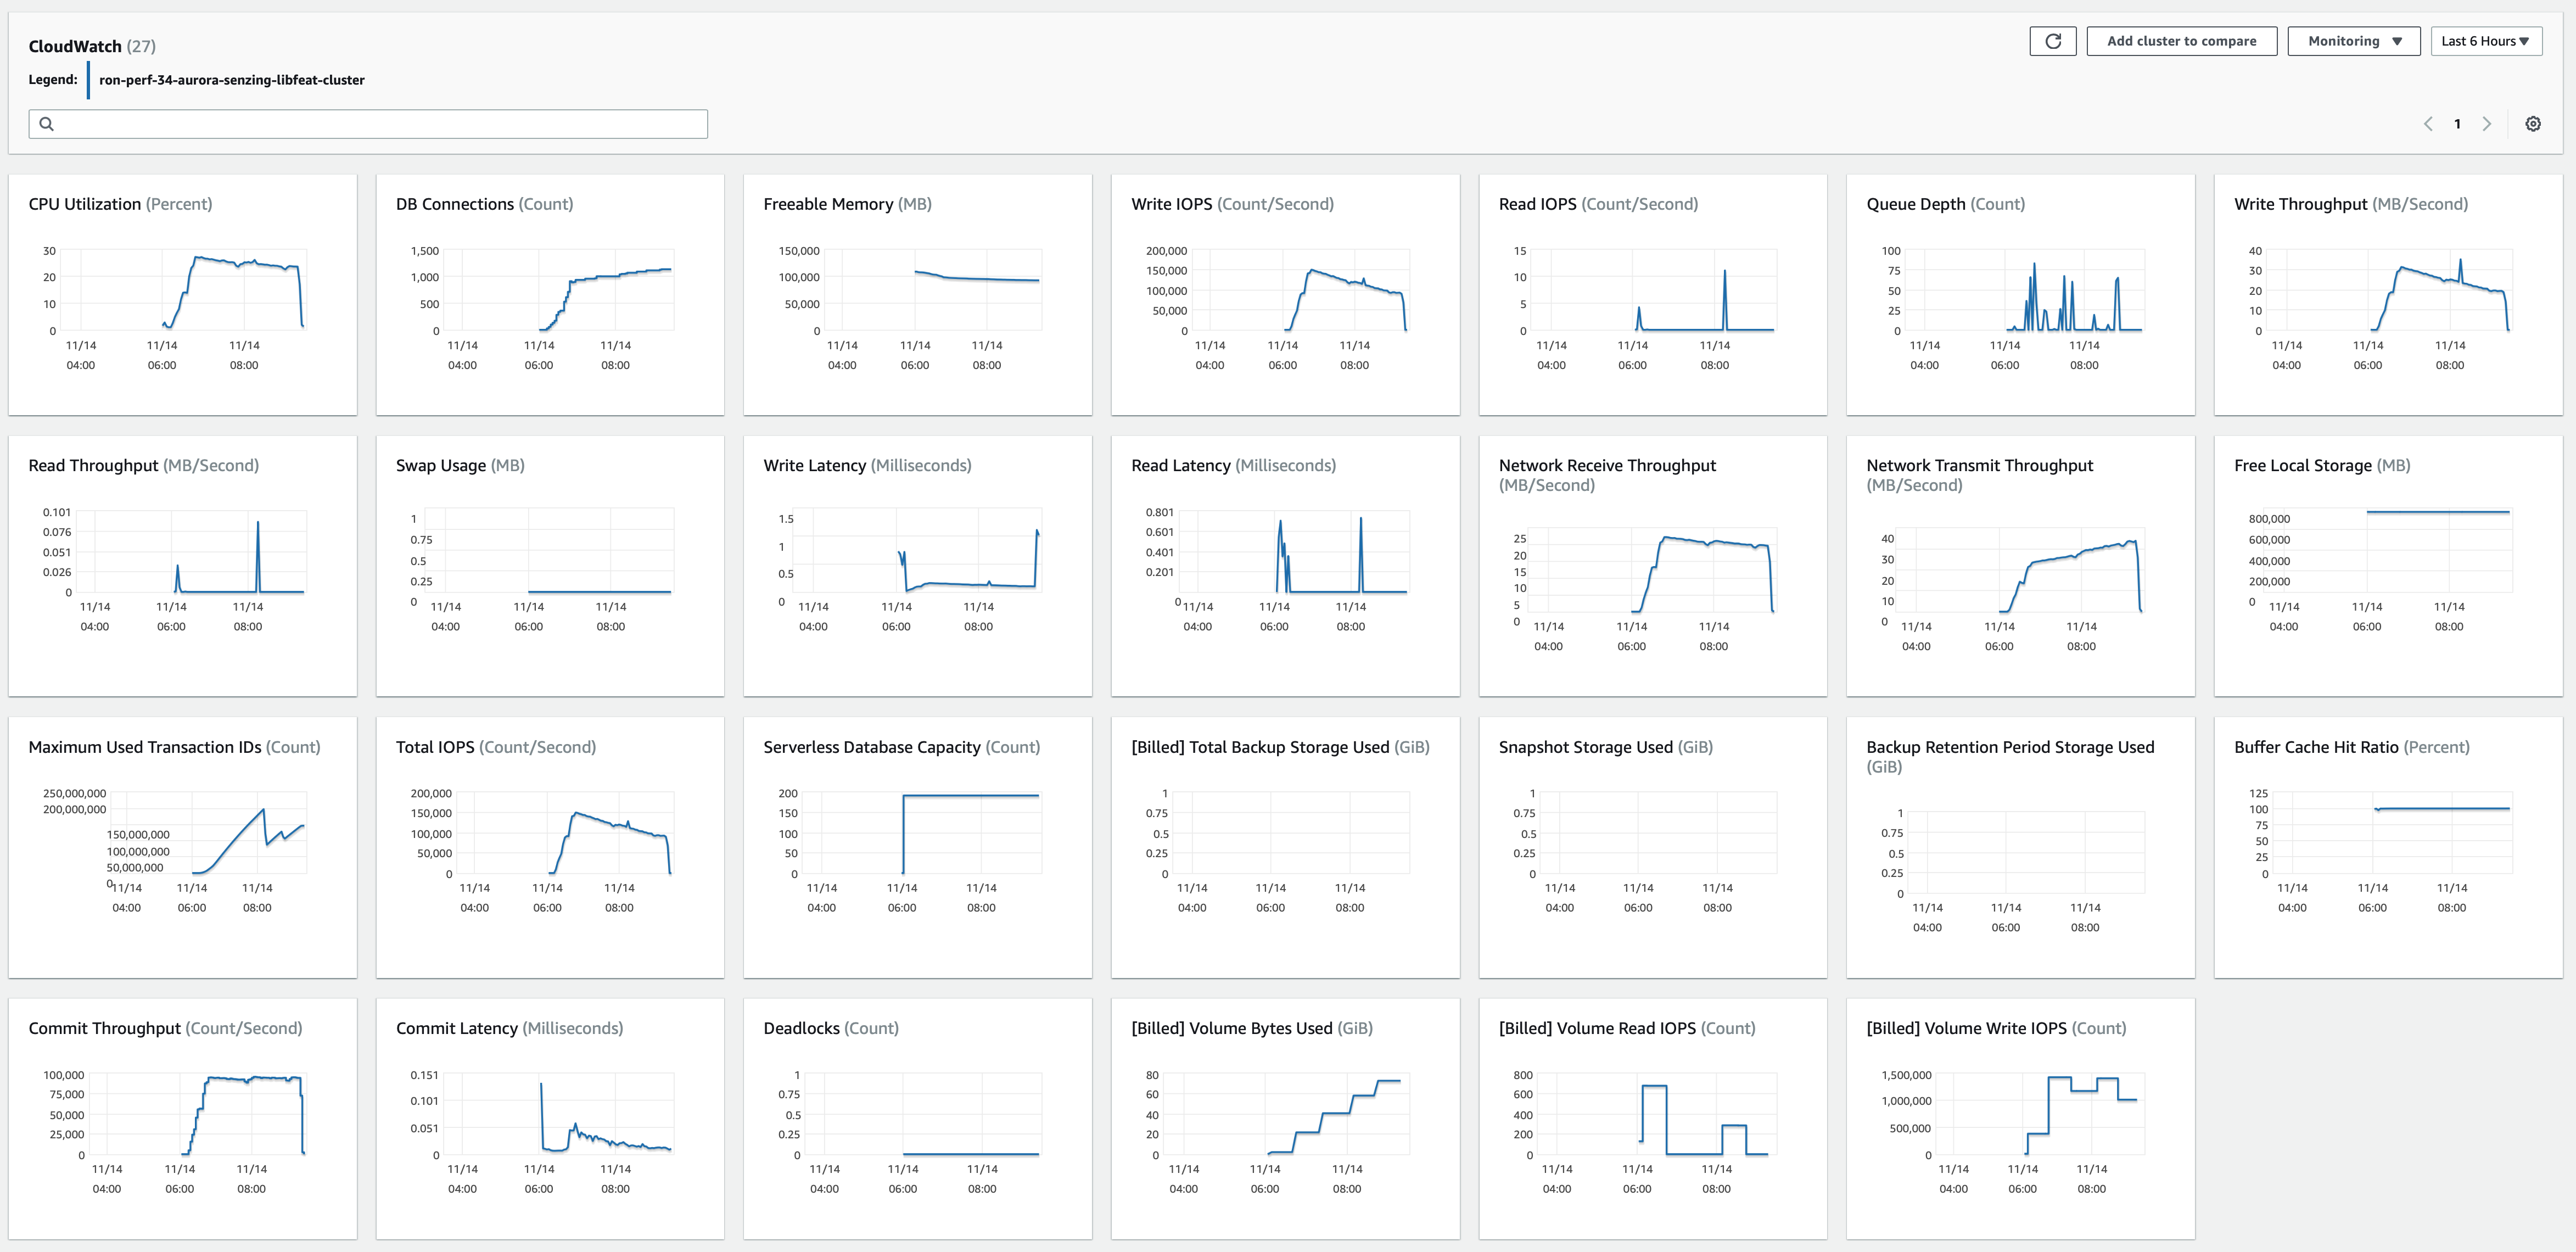 CloudWatch (27)
Add cluster to compare
Monitoring ▼
Last 6 Hours ▼
Legend:
ron-perf-34-aurora-senzing-libfeat-cluster
1
CPU Utilization (Percent)
30
20
10
0
11/14 11/14 11/14
04:00 06:00 08:00
DB Connections (Count)
1,500
1,000
500
0
11/14 11/14 11/14
04:00 06:00 08:00
Freeable Memory (MB)
150,000
100,000
50,000
0
11/14 11/14 11/14
04:00 06:00 08:00
Write IOPS (Count/Second)
200,000
150,000
100,000
50,000
0
11/14 11/14 11/14
04:00 06:00 08:00
Read IOPS (Count/Second)
15
10
5
0
11/14 11/14 11/14
04:00 06:00 08:00
Queue Depth (Count)
100
75
50
25
0
11/14 11/14 11/14
04:00 06:00 08:00
Write Throughput (MB/Second)
40
30
20
10
0
11/14 11/14 11/14
04:00 06:00 08:00
Read Throughput (MB/Second)
0.101
0.076
0.051
0.026
0
11/14 11/14 11/14
04:00 06:00 08:00
Swap Usage (MB)
1
0.75
0.5
0.25
0
11/14 11/14 11/14
04:00 06:00 08:00
Write Latency (Milliseconds)
1.5
1
0.5
0
11/14 11/14 11/14
04:00 06:00 08:00
Read Latency (Milliseconds)
0.801
0.601
0.401
0.201
0
11/14 11/14 11/14
04:00 06:00 08:00
Network Receive Throughput
(MB/Second)
25
20
15
10
5
0
11/14 11/14 11/14
04:00 06:00 08:00
Network Transmit Throughput
(MB/Second)
40
30
20
10
0
11/14 11/14 11/14
04:00 06:00 08:00
Free Local Storage (MB)
800,000
600,000
400,000
200,000
0
11/14 11/14 11/14
04:00 06:00 08:00
Maximum Used Transaction IDs (Count)
250,000,000
200,000,000
150,000,000
100,000,000
50,000,000
0
11/14 11/14 11/14
04:00 06:00 08:00
Total IOPS (Count/Second)
200,000
150,000
100,000
50,000
0
11/14 11/14 11/14
04:00 06:00 08:00
Serverless Database Capacity (Count)
200
150
100
50
0
11/14 11/14 11/14
04:00 06:00 08:00
[Billed] Total Backup Storage Used (GiB)
1
0.75
0.5
0.25
0
11/14 11/14 11/14
04:00 06:00 08:00
Snapshot Storage Used (GiB)
1
0.75
0.5
0.25
0
11/14 11/14 11/14
04:00 06:00 08:00
Backup Retention Period Storage Used
(GiB)
1
0.75
0.5
0.25
0
11/14 11/14 11/14
04:00 06:00 08:00
Buffer Cache Hit Ratio (Percent)
125
100
75
50
25
0
11/14 11/14 11/14
04:00 06:00 08:00
Commit Throughput (Count/Second)
100,000
75,000
50,000
25,000
0
11/14 11/14 11/14
04:00 06:00 08:00
Commit Latency (Milliseconds)
0.151
0.101
0.051
0
11/14 11/14 11/14
04:00 06:00 08:00
Deadlocks (Count)
1
0.75
0.5
0.25
0
11/14 11/14 11/14
04:00 06:00 08:00
[Billed] Volume Bytes Used (GiB)
80
60
40
20
0
11/14 11/14 11/14
04:00 06:00 08:00
[Billed] Volume Read IOPS (Count)
800
600
400
200
0
11/14 11/14 11/14
04:00 06:00 08:00
[Billed] Volume Write IOPS (Count)
1,500,000
1,000,000
500,000
0
11/14 11/14 11/14
04:00 06:00 08:00